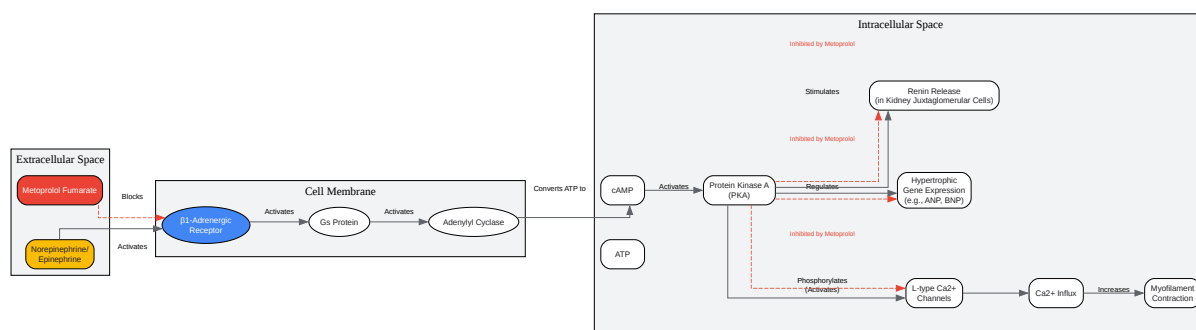 Extracellular Space
Metoprolol Fumarate
Norepinephrine/
Epinephrine
Blocks
Activates
Cell Membrane
β1-Adrenergic
Receptor
Activates
Gs Protein
Activates
Adenylyl Cyclase
Converts ATP to
Intracellular Space
cAMP
ATP
Activates
Protein Kinase A
(PKA)
Inhibited by Metoprolol
Stimulates
Renin Release
(in Kidney Juxtaglomerular Cells)
Inhibited by Metoprolol
Regulates
Hypertrophic
Gene Expression
(e.g., ANP, BNP)
Inhibited by Metoprolol
Phosphorylates
(Activates)
L-type Ca2+
Channels
Ca2+ Influx
Increases
Myofilament
Contraction